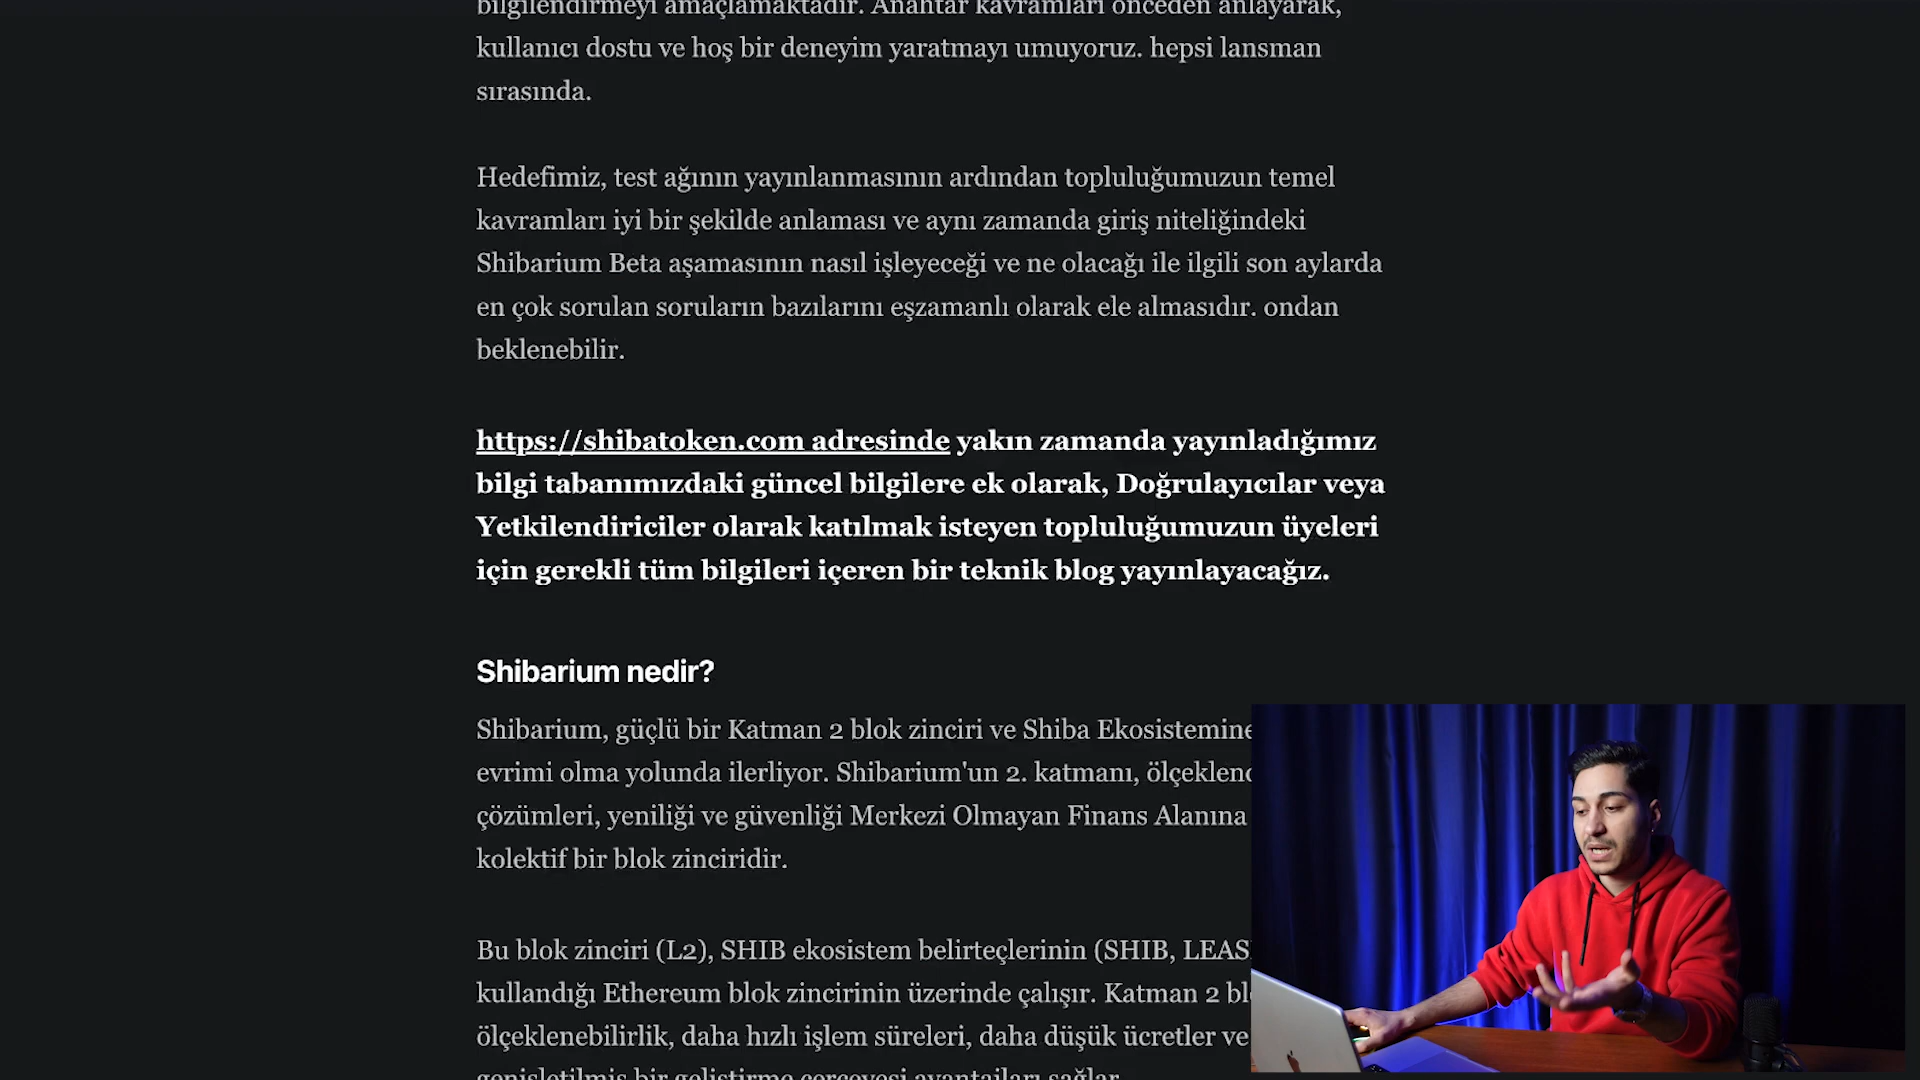 bilgilendirmeyi amaçlamaktadır. Anahtar kavramları önceden anlayarak,
kullanıcı dostu ve hoş bir deneyim yaratmayı umuyoruz. hepsi lansman
sırasında.
Hedefimiz, test ağının yayınlanmasının ardından topluluğumuzun temel
kavramları iyi bir şekilde anlaması ve aynı zamanda giriş niteliğindeki
Shibarium Beta aşamasının nasıl işleyeceği ve ne olacağı ile ilgili son aylarda
en çok sorulan soruların bazılarını eşzamanlı olarak ele almasıdır. ondan
beklenebilir.
https://shibatoken.com adresinde yakın zamanda yayınladığımız
bilgi tabanımızdaki güncel bilgilere ek olarak, Doğrulayıcılar veya
Yetkilendiriciler olarak katılmak isteyen topluluğumuzun üyeleri
için gerekli tüm bilgileri içeren bir teknik blog yayınlayacağız.
Shibarium nedir?
Shibarium, güçlü bir Katman 2 blok zinciri ve Shiba Ekosistemine
evrimi olma yolunda ilerliyor. Shibarium'un 2. katmanı, ölçeklenc
çözümleri, yeniliği ve güvenliği Merkezi Olmayan Finans Alanına
kolektif bir blok zinciridir.
Bu blok zinciri (L2), SHIB ekosistem belirteçlerinin (SHIB, LEAS
kullandığı Ethereum blok zincirinin üzerinde çalışır. Katman 2 bl
ölçeklenebilirlik, daha hızlı işlem süreleri, daha düşük ücretler ve
genişletilmiş bir geliştirme çerçevesi avantajları sağlar.